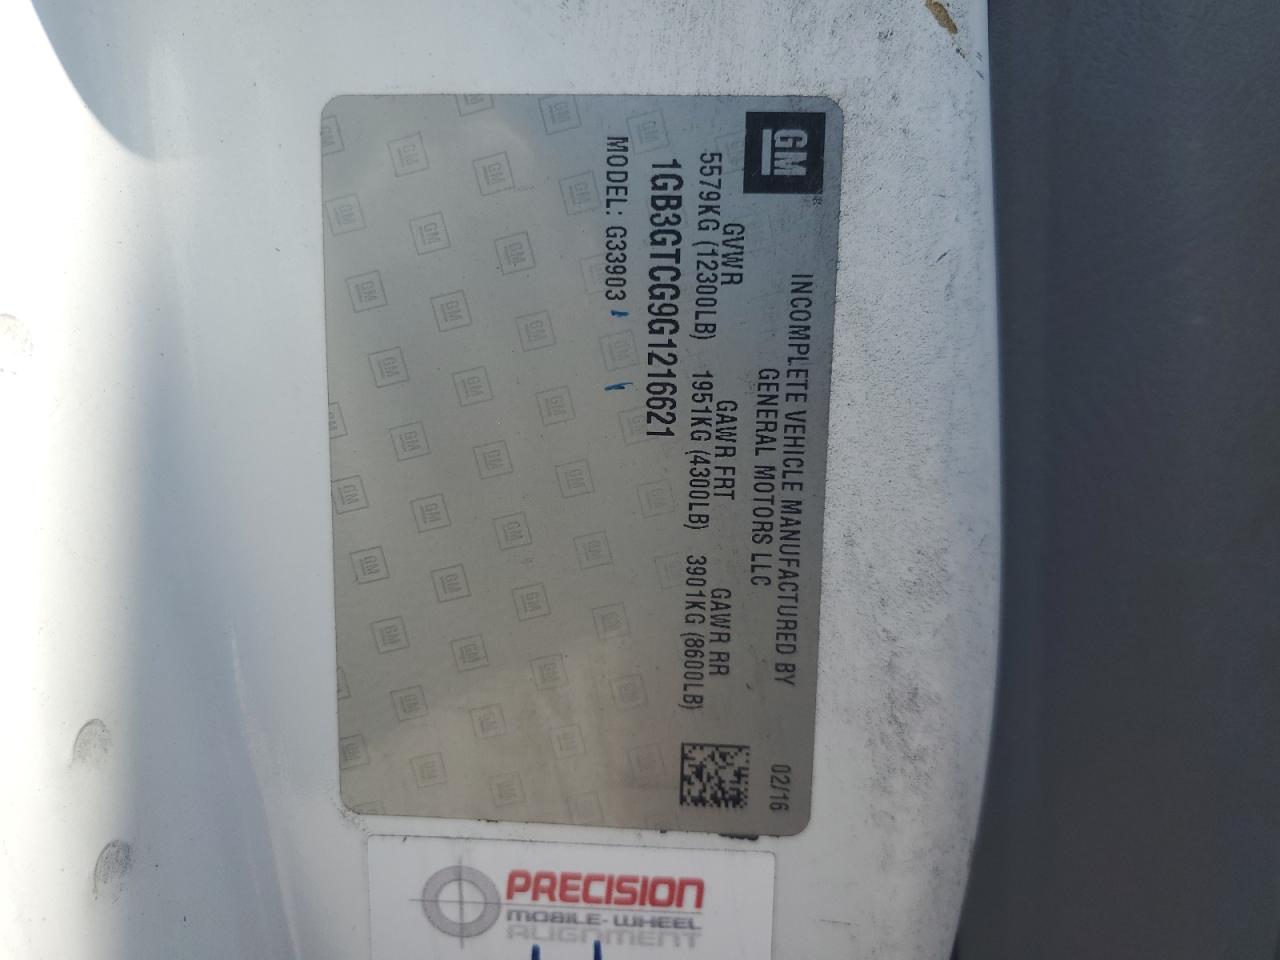 GM
INCOMPLETE VEHICLE MANUFACTURED BY 02/16
GENERAL MOTORS LLC
GVWR GAWR FRT GAWR RR
5579KG (12300LB) 1951KG (4300LB) 3901KG (8600LB)
1GB3GTCG9G1216621
MODEL: G33903
PRECISION
MOBILE-WHEEL
ALIGNMENT